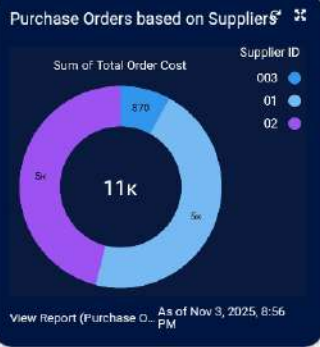 Purchase Orders based on Suppliers
Supplier ID
Sum of Total Order Cost
003
01
02
870
5K
11K
5K
View Report (Purchase O...
As of Nov 3, 2025, 8:56
PM